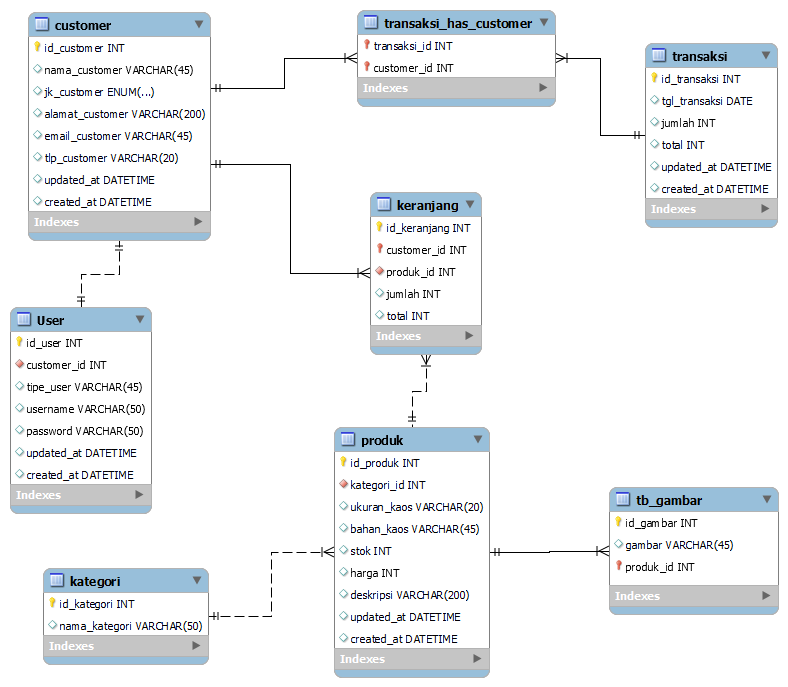 customer
id_customer INT
nama_customer VARCHAR(45)
jk_customer ENUM(...)
alamat_customer VARCHAR(200)
email_customer VARCHAR(45)
tlp_customer VARCHAR(20)
updated_at DATETIME
created_at DATETIME
Indexes
transaksi_has_customer
transaksi_id INT
customer_id INT
Indexes
transaksi
id_transaksi INT
tgl_transaksi DATE
jumlah INT
total INT
updated_at DATETIME
created_at DATETIME
Indexes
keranjang
id_keranjang INT
customer_id INT
produk_id INT
jumlah INT
total INT
Indexes
User
id_user INT
customer_id INT
tipe_user VARCHAR(45)
username VARCHAR(50)
password VARCHAR(50)
updated_at DATETIME
created_at DATETIME
Indexes
produk
id_produk INT
kategori_id INT
ukuran_kaos VARCHAR(20)
bahan_kaos VARCHAR(45)
stok INT
harga INT
deskripsi VARCHAR(200)
updated_at DATETIME
created_at DATETIME
Indexes
tb_gambar
id_gambar INT
gambar VARCHAR(45)
produk_id INT
Indexes
kategori
id_kategori INT
nama_kategori VARCHAR(50)
Indexes